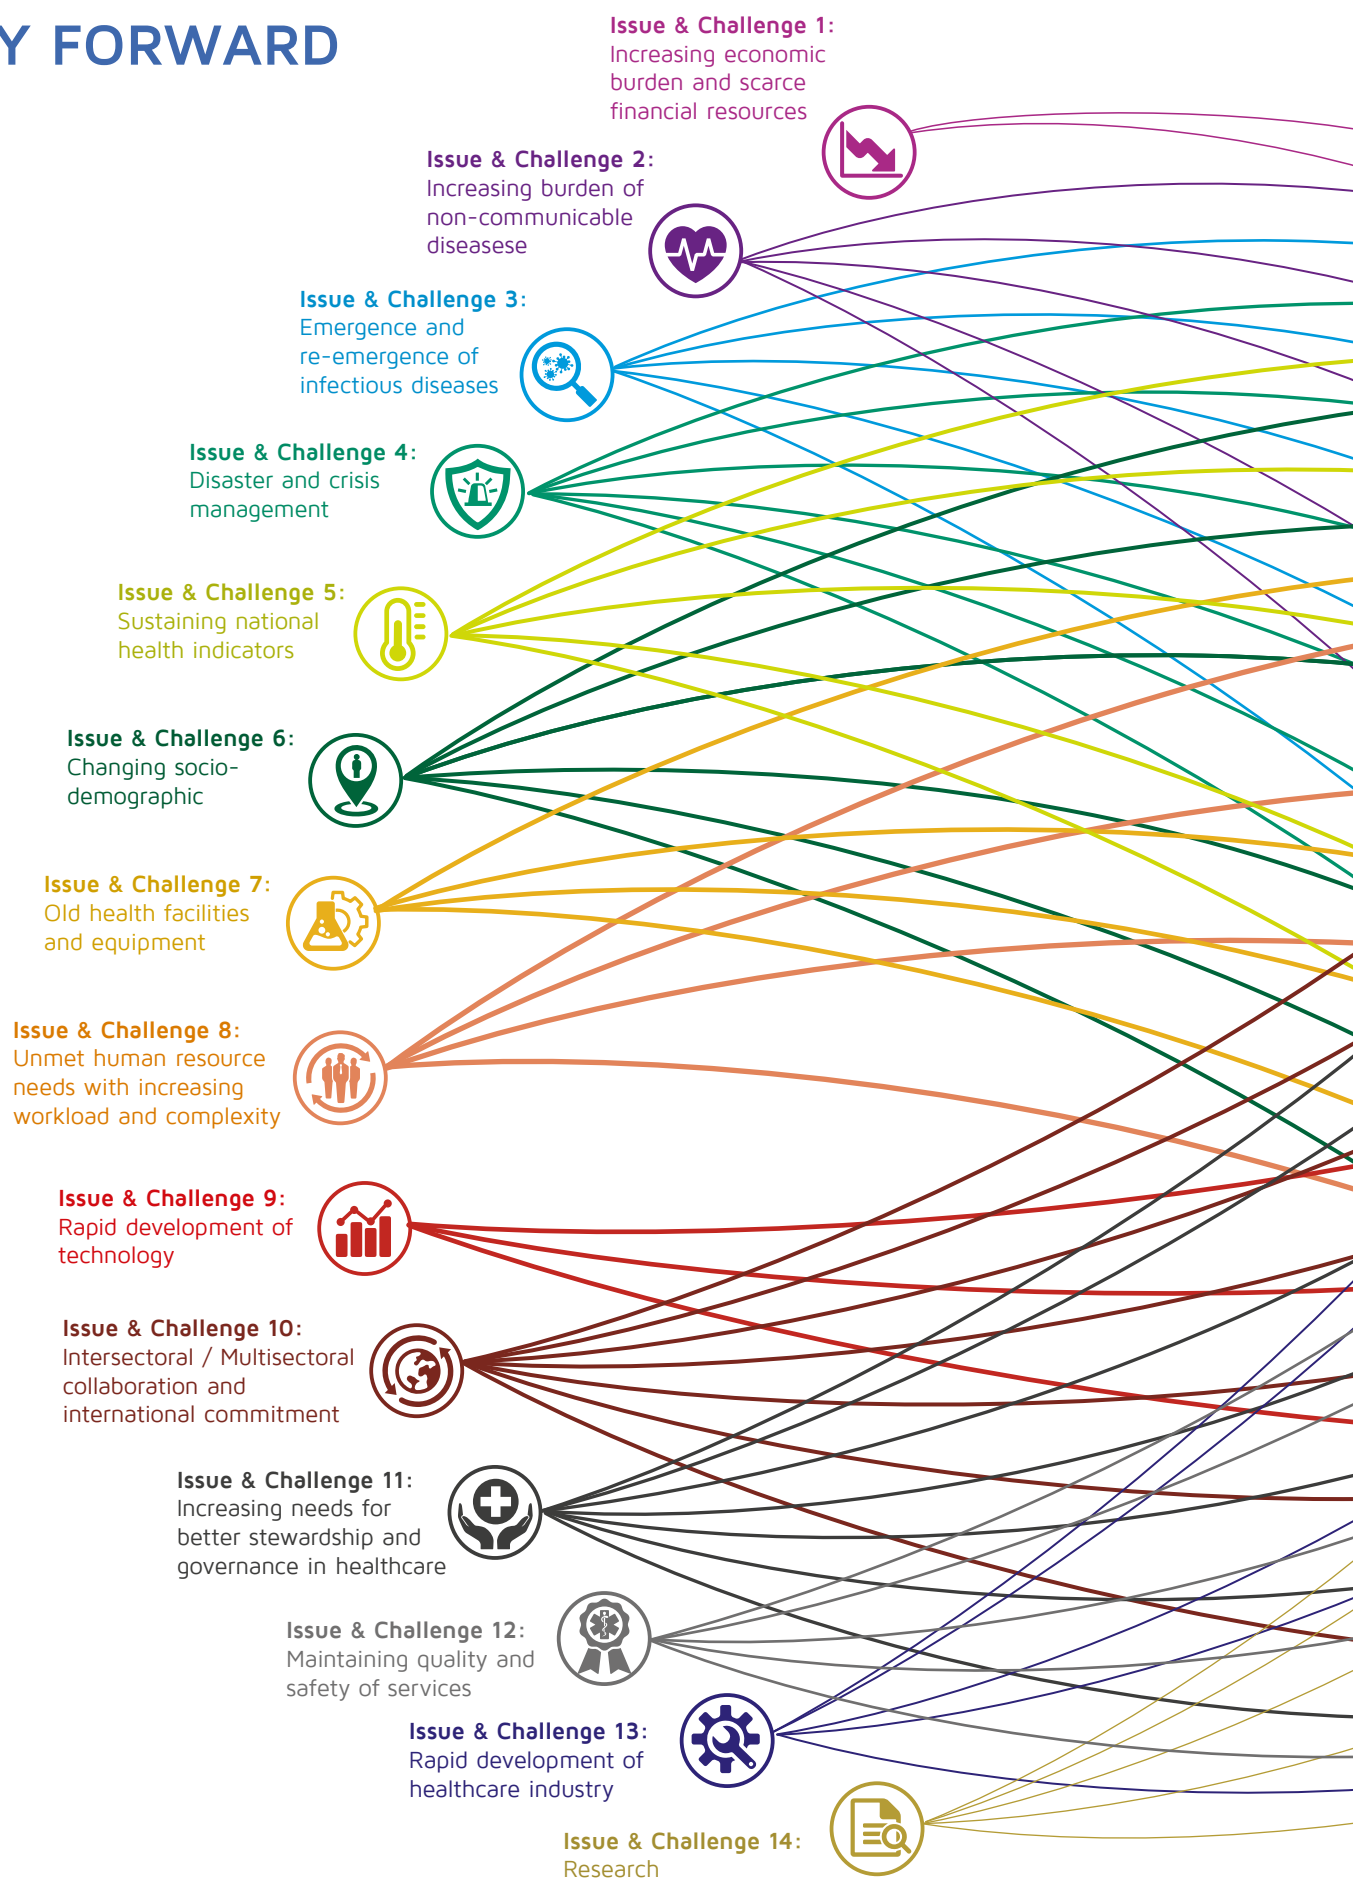 Y FORWARD
Issue & Challenge 1:
Increasing economic
burden and scarce
financial resources
Issue & Challenge 2:
Increasing burden of
non-communicable
diseasese
Issue & Challenge 3:
Emergence and
re-emergence of
infectious diseases
Issue & Challenge 4:
Disaster and crisis
management
Issue & Challenge 5:
Sustaining national
health indicators
Issue & Challenge 6:
Changing socio-
demographic
Issue & Challenge 7:
Old health facilities
and equipment
Issue & Challenge 8:
Unmet human resource
needs with increasing
workload and complexity
Issue & Challenge 9:
Rapid development of
technology
Issue & Challenge 10:
Intersectoral / Multisectoral
collaboration and
international commitment
Issue & Challenge 11:
Increasing needs for
better stewardship and
governance in healthcare
Issue & Challenge 12:
Maintaining quality and
safety of services
Issue & Challenge 13:
Rapid development of
healthcare industry
Issue & Challenge 14:
Research